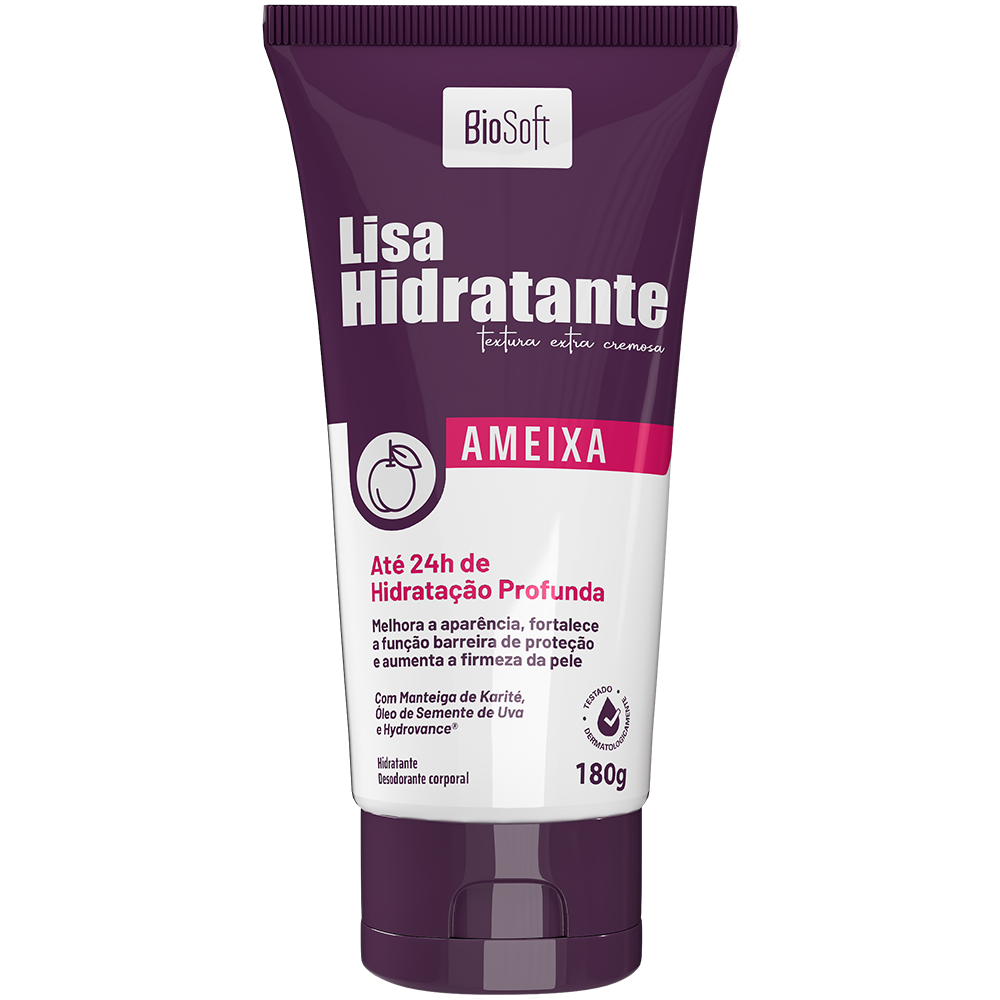 BioSoft
Lisa
Hidratante
textura extra cremosa
AMEIXA
Até 24h de
Hidratação Profunda
Melhora a aparência, fortalece
a função barreira de proteção
e aumenta a firmeza da pele
Com Manteiga de Karité,
Óleo de Semente de Uva
e Hydrovance®
TESTADO
DERMATOLOGICAMENTE
Hidratante
Desodorante corporal
180g